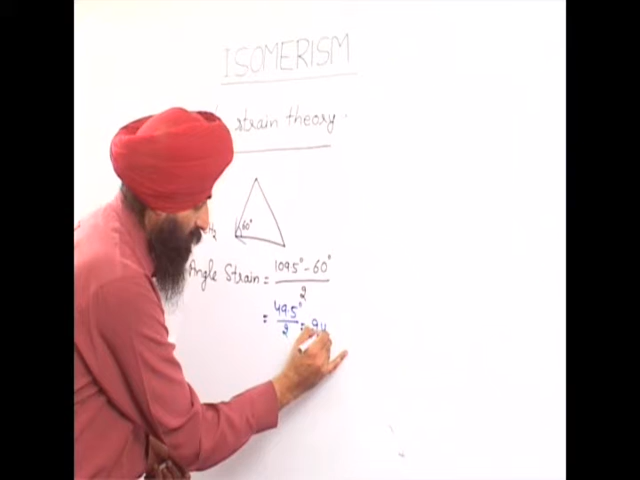 ISOMERISM
strain theory.
60°
Angle Strain = 109.5° - 60° / 2
= 49.5° / 2 =